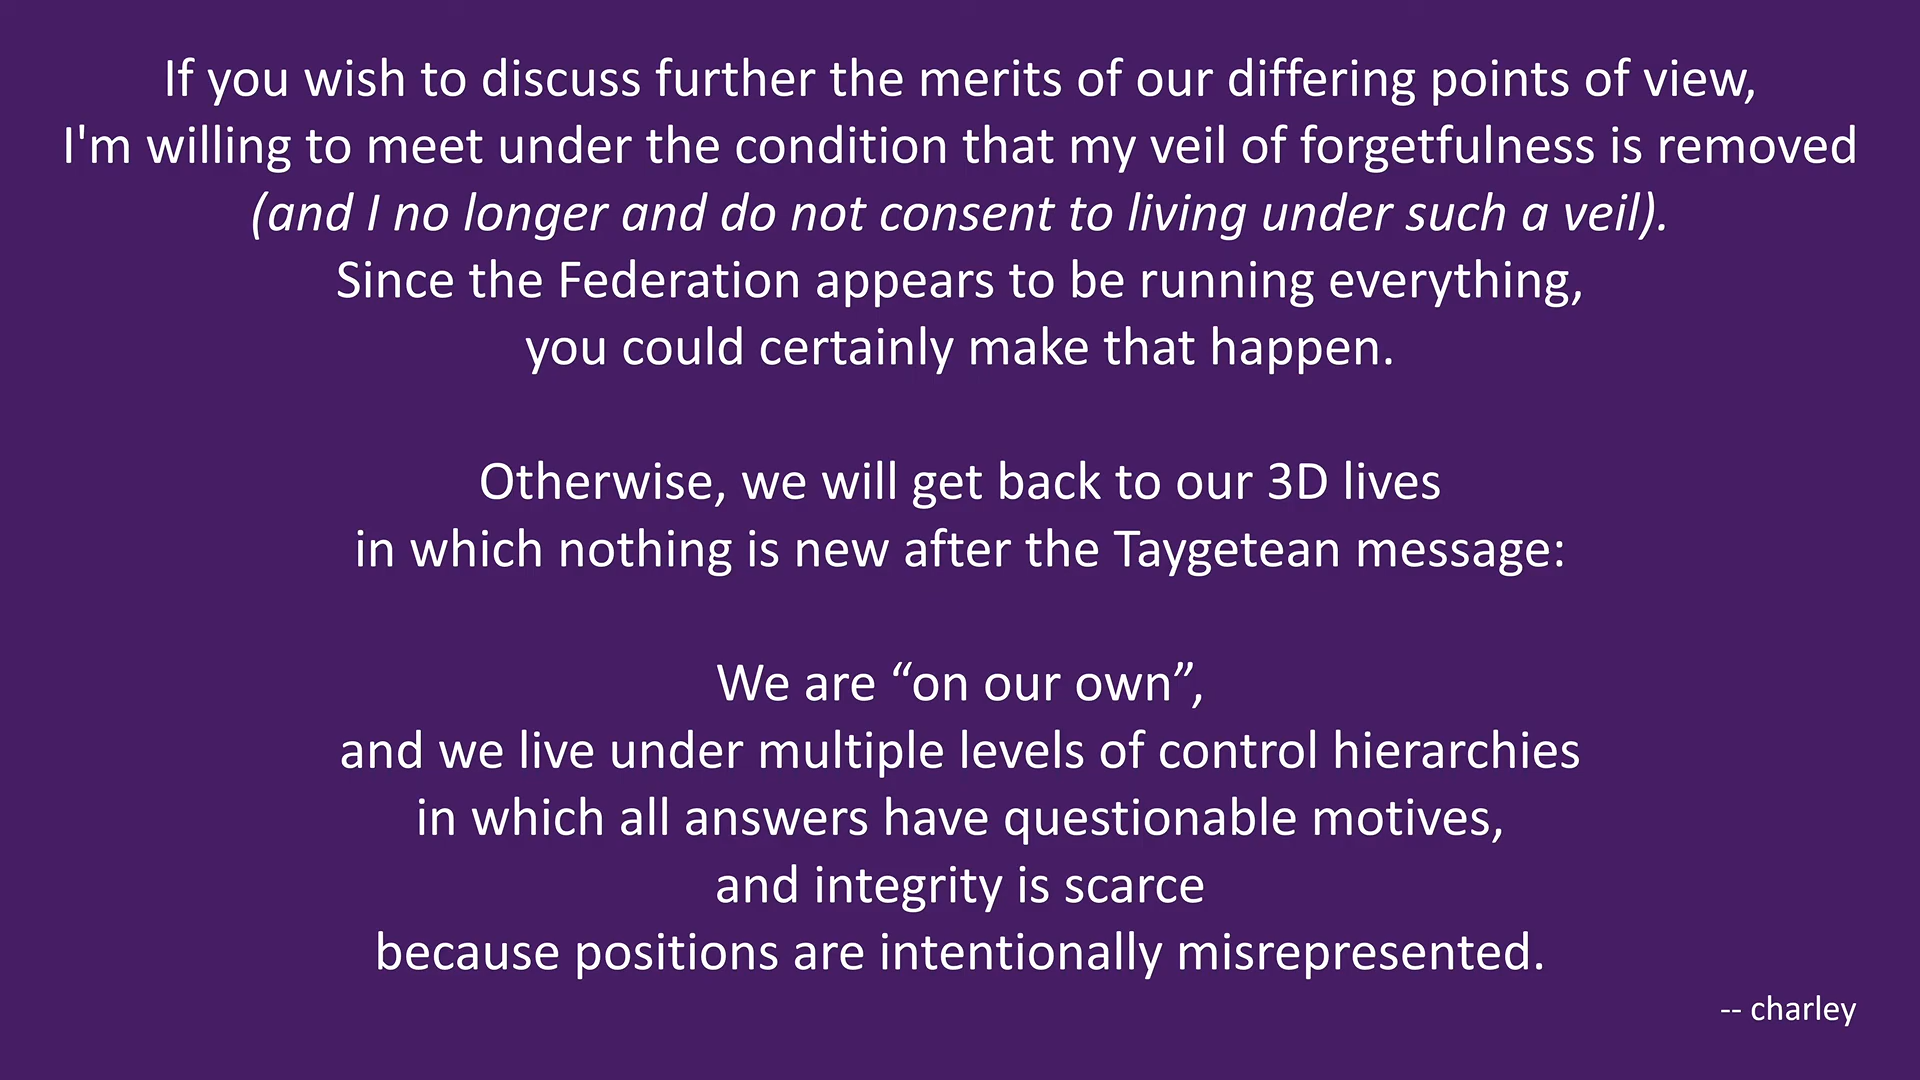 If you wish to discuss further the merits of our differing points of view,
I'm willing to meet under the condition that my veil of forgetfulness is removed
(and I no longer and do not consent to living under such a veil).
Since the Federation appears to be running everything,
you could certainly make that happen.
Otherwise, we will get back to our 3D lives
in which nothing is new after the Taygetean message:
We are “on our own”,
and we live under multiple levels of control hierarchies
in which all answers have questionable motives,
and integrity is scarce
because positions are intentionally misrepresented.
-- charley